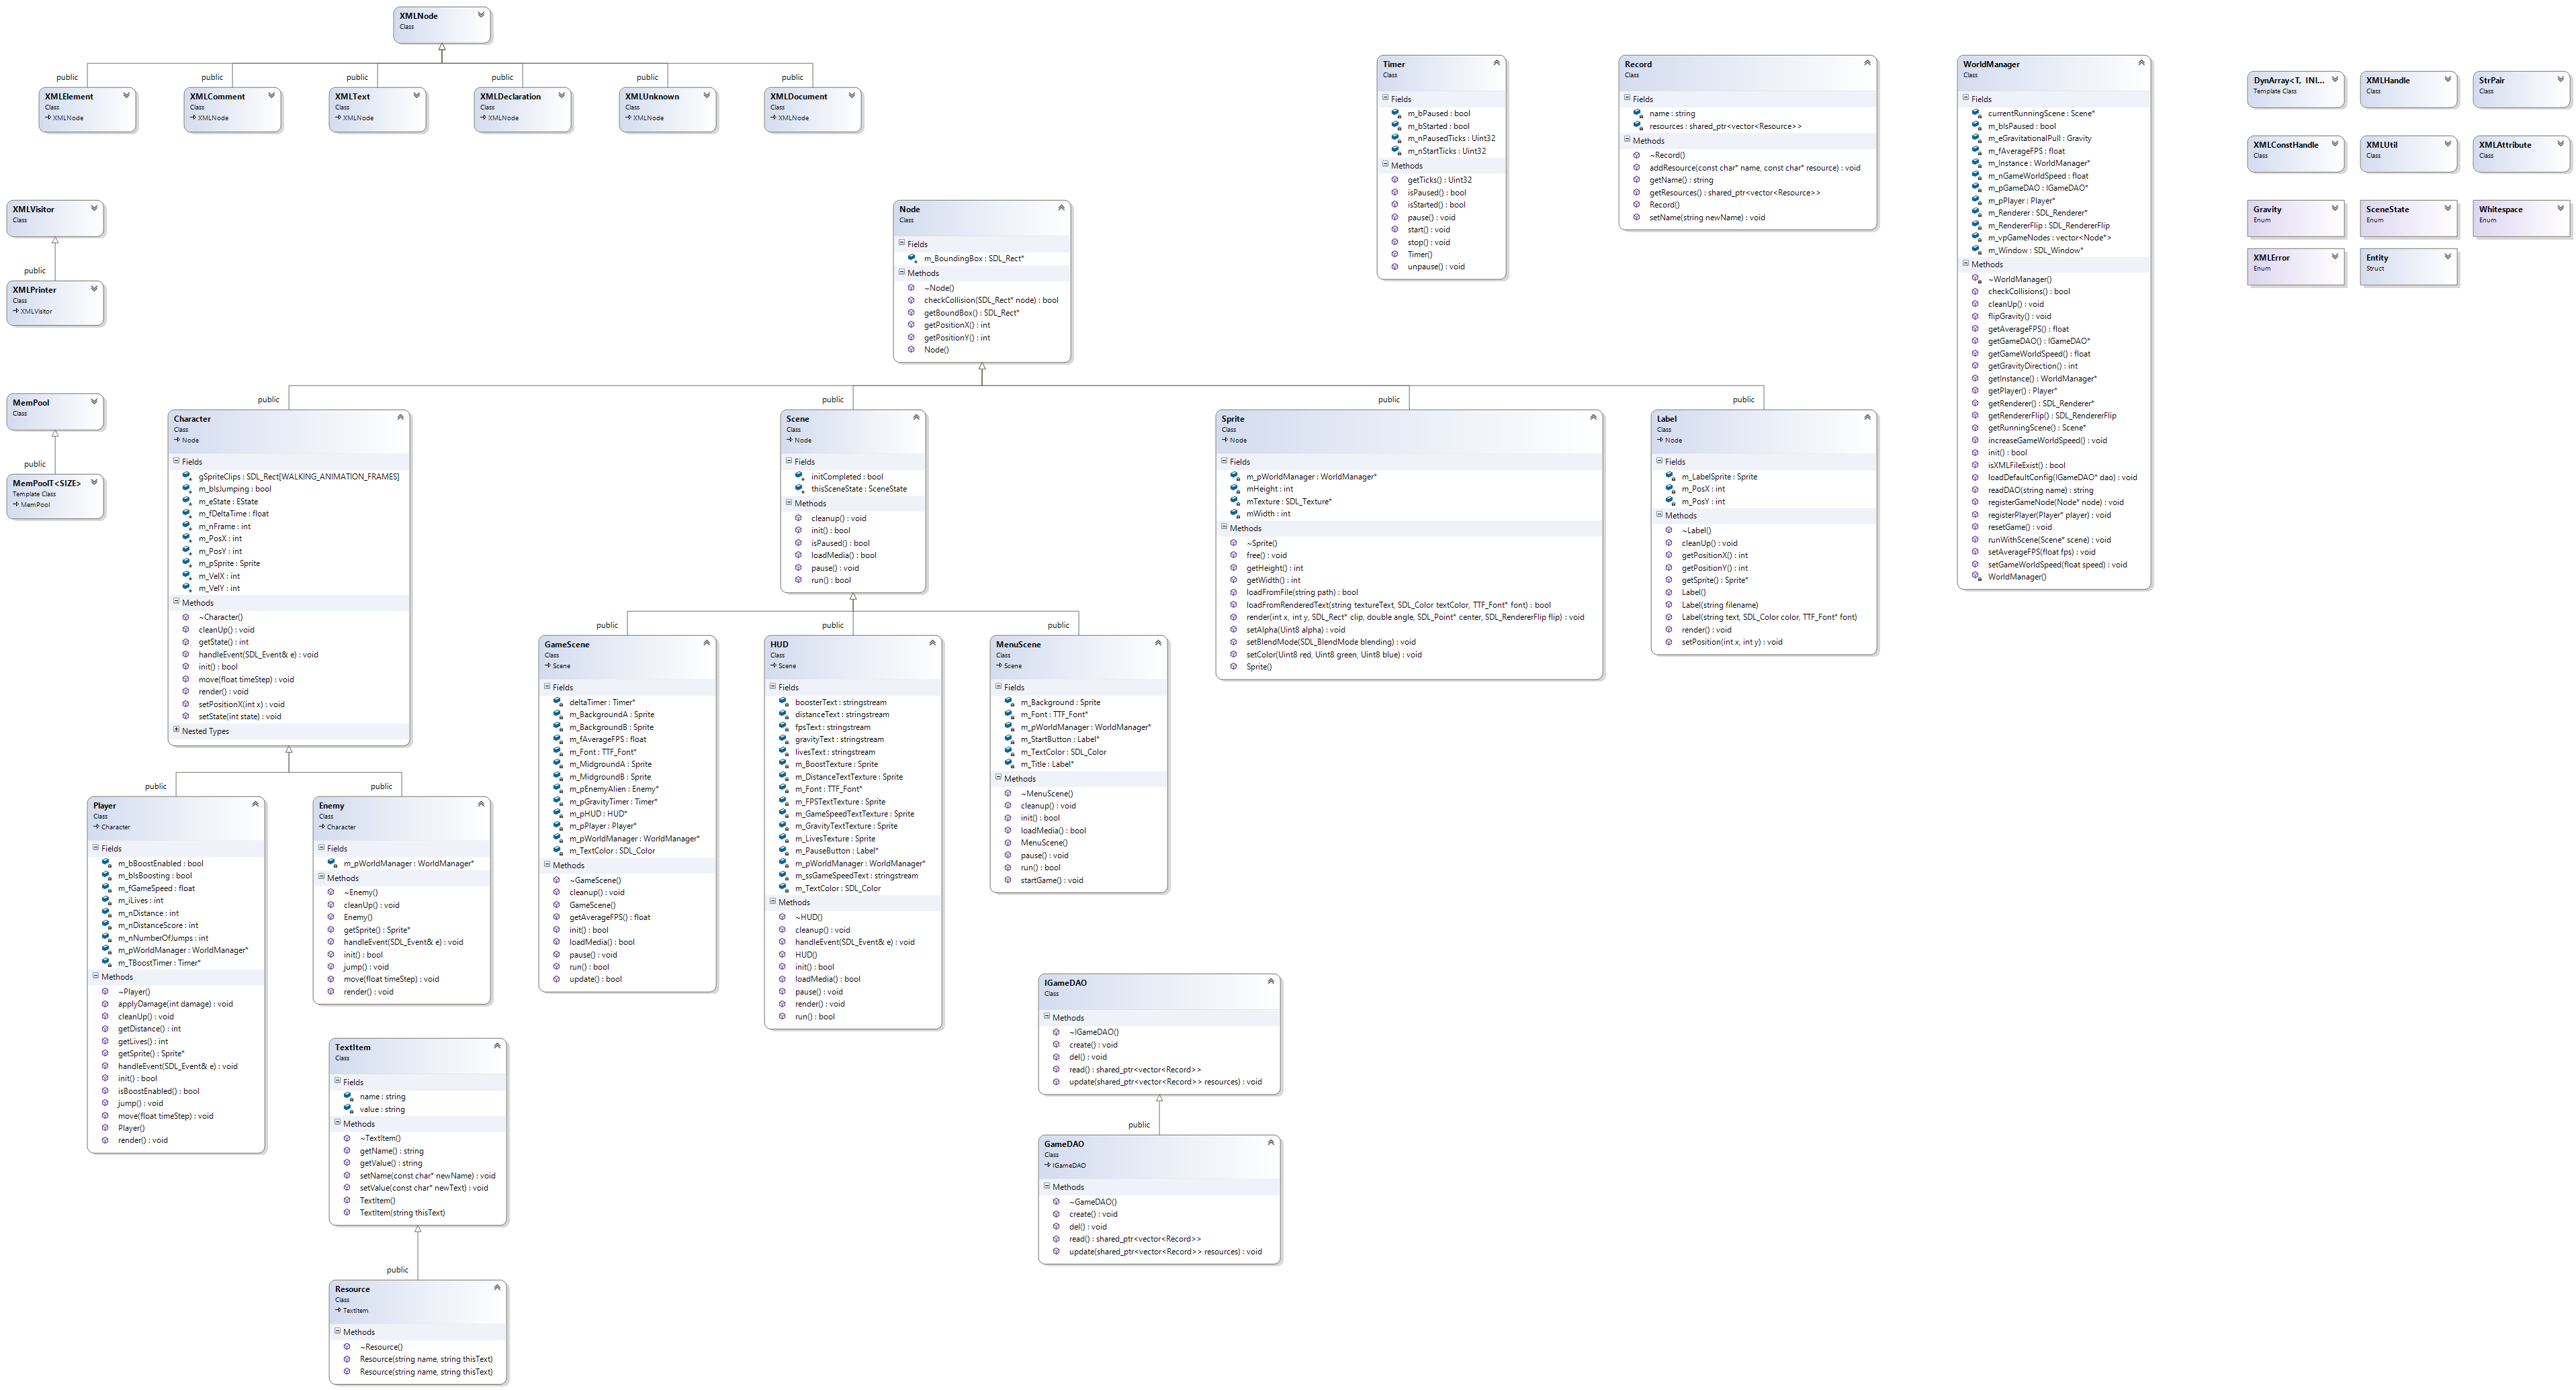 XMLNode
Class
public
public
public
public
public
public
XMLElement
Class
XMLNode
XMLComment
Class
XMLNode
XMLText
Class
XMLNode
XMLDeclaration
Class
XMLNode
XMLUnknown
Class
XMLNode
XMLDocument
Class
XMLNode
XMLVisitor
Class
public
XMLPrinter
Class
XMLVisitor
MemPool
Class
public
MemPoolT<SIZE>
Template Class
MemPool
Node
Class
Fields
m_BoundingBox : SDL_Rect*
Methods
~Node()
checkCollision(SDL_Rect* node) : bool
getBoundBox() : SDL_Rect*
getPositionX() : int
getPositionY() : int
Node()
Timer
Class
Fields
m_bPaused : bool
m_bStarted : bool
m_nPausedTicks : Uint32
m_nStartTicks : Uint32
Methods
getTicks() : Uint32
isPaused() : bool
isStarted() : bool
pause() : void
start() : void
stop() : void
Timer()
unpause() : void
Record
Class
Fields
name : string
resources : shared_ptr<vector<Resource>>
Methods
~Record()
addResource(const char* name, const char* resource) : void
getName() : string
getResources() : shared_ptr<vector<Resource>>
Record()
setName(string newName) : void
WorldManager
Class
Fields
currentRunningScene : Scene*
m_bIsPaused : bool
m_eGravitationalPull : Gravity
m_fAverageFPS : float
m_Instance : WorldManager*
m_nGameWorldSpeed : float
m_pGameDAO : IGameDAO*
m_pPlayer : Player*
m_Renderer : SDL_Renderer*
m_RendererFlip : SDL_RendererFlip
m_vpGameNodes : vector<Node*>
m_Window : SDL_Window*
Methods
~WorldManager()
checkCollisions() : bool
cleanUp() : void
flipGravity() : void
getAverageFPS() : float
getGameDAO() : IGameDAO*
getGameWorldSpeed() : float
getGravityDirection() : int
getInstance() : WorldManager*
getPlayer() : Player*
getRenderer() : SDL_Renderer*
getRendererFlip() : SDL_RendererFlip
getRunningScene() : Scene*
increaseGameWorldSpeed() : void
init() : bool
isXMLFileExist() : bool
loadDefaultConfig(IGameDAO* dao) : void
readDAO(string name) : string
registerGameNode(Node* node) : void
registerPlayer(Player* player) : void
resetGame() : void
runWithScene(Scene* scene) : void
setAverageFPS(float fps) : void
setGameWorldSpeed(float speed) : void
WorldManager()
DynArray<T, INI...
Template Class
XMLHandle
Class
StrPair
Class
XMLConstHandle
Class
XMLUtil
Class
XMLAttribute
Class
Gravity
Enum
SceneState
Enum
Whitespace
Enum
XMLError
Enum
Entity
Struct
public
public
public
public
Character
Class
Node
Fields
gSpriteClips : SDL_Rect[WALKING_ANIMATION_FRAMES]
m_bIsJumping : bool
m_eState : EState
m_fDeltaTime : float
m_nFrame : int
m_PosX : int
m_PosY : int
m_pSprite : Sprite
m_VelX : int
m_VelY : int
Methods
~Character()
cleanUp() : void
getState() : int
handleEvent(SDL_Event& e) : void
init() : bool
move(float timeStep) : void
render() : void
setPositionX(int x) : void
setState(int state) : void
Nested Types
Scene
Class
Node
Fields
initCompleted : bool
thisSceneState : SceneState
Methods
cleanup() : void
init() : bool
isPaused() : bool
loadMedia() : bool
pause() : void
run() : bool
Sprite
Class
Node
Fields
m_pWorldManager : WorldManager*
mHeight : int
mTexture : SDL_Texture*
mWidth : int
Methods
~Sprite()
free() : void
getHeight() : int
getWidth() : int
loadFromFile(string path) : bool
loadFromRenderedText(string textureText, SDL_Color textColor, TTF_Font* font) : bool
render(int x, int y, SDL_Rect* clip, double angle, SDL_Point* center, SDL_RendererFlip flip) : void
setAlpha(Uint8 alpha) : void
setBlendMode(SDL_BlendMode blending) : void
setColor(Uint8 red, Uint8 green, Uint8 blue) : void
Sprite()
Label
Class
Node
Fields
m_LabelSprite : Sprite
m_PosX : int
m_PosY : int
Methods
~Label()
cleanUp() : void
getPositionX() : int
getPositionY() : int
getSprite() : Sprite*
Label()
Label(string filename)
Label(string text, SDL_Color color, TTF_Font* font)
render() : void
setPosition(int x, int y) : void
public
public
public
GameScene
Class
Scene
Fields
deltaTimer : Timer*
m_BackgroundA : Sprite
m_BackgroundB : Sprite
m_fAverageFPS : float
m_Font : TTF_Font*
m_MidgroundA : Sprite
m_MidgroundB : Sprite
m_pEnemyAlien : Enemy*
m_pGravityTimer : Timer*
m_pHUD : HUD*
m_pPlayer : Player*
m_pWorldManager : WorldManager*
m_TextColor : SDL_Color
Methods
~GameScene()
cleanup() : void
GameScene()
getAverageFPS() : float
init() : bool
loadMedia() : bool
pause() : void
run() : bool
update() : bool
HUD
Class
Scene
Fields
boosterText : stringstream
distanceText : stringstream
fpsText : stringstream
gravityText : stringstream
livesText : stringstream
m_BoostTexture : Sprite
m_DistanceTextTexture : Sprite
m_Font : TTF_Font*
m_FPSTextTexture : Sprite
m_GameSpeedTextTexture : Sprite
m_GravityTextTexture : Sprite
m_LivesTexture : Sprite
m_PauseButton : Label*
m_pWorldManager : WorldManager*
m_ssGameSpeedText : stringstream
m_TextColor : SDL_Color
Methods
~HUD()
cleanup() : void
handleEvent(SDL_Event& e) : void
HUD()
init() : bool
loadMedia() : bool
pause() : void
render() : void
run() : bool
MenuScene
Class
Scene
Fields
m_Background : Sprite
m_Font : TTF_Font*
m_pWorldManager : WorldManager*
m_StartButton : Label*
m_TextColor : SDL_Color
m_Title : Label*
Methods
~MenuScene()
cleanup() : void
init() : bool
loadMedia() : bool
MenuScene()
pause() : void
run() : bool
startGame() : void
public
public
Player
Class
Character
Fields
m_bBoostEnabled : bool
m_bIsBoosting : bool
m_fGameSpeed : float
m_iLives : int
m_nDistance : int
m_nDistanceScore : int
m_nNumberOfJumps : int
m_pWorldManager : WorldManager*
m_TBoostTimer : Timer*
Methods
~Player()
applyDamage(int damage) : void
cleanUp() : void
getDistance() : int
getLives() : int
getSprite() : Sprite*
handleEvent(SDL_Event& e) : void
init() : bool
isBoostEnabled() : bool
jump() : void
move(float timeStep) : void
Player()
render() : void
Enemy
Class
Character
Fields
m_pWorldManager : WorldManager*
Methods
~Enemy()
cleanUp() : void
Enemy()
getSprite() : Sprite*
handleEvent(SDL_Event& e) : void
init() : bool
jump() : void
move(float timeStep) : void
render() : void
TextItem
Class
Fields
name : string
value : string
Methods
~TextItem()
getName() : string
getValue() : string
setName(const char* newName) : void
setValue(const char* newText) : void
TextItem()
TextItem(string thisText)
public
Resource
Class
TextItem
Methods
~Resource()
Resource(string name, string thisText)
Resource(string name, string thisText)
IGameDAO
Class
Methods
~IGameDAO()
create() : void
del() : void
read() : shared_ptr<vector<Record>>
update(shared_ptr<vector<Record>> resources) : void
public
GameDAO
Class
IGameDAO
Methods
~GameDAO()
create() : void
del() : void
read() : shared_ptr<vector<Record>>
update(shared_ptr<vector<Record>> resources) : void